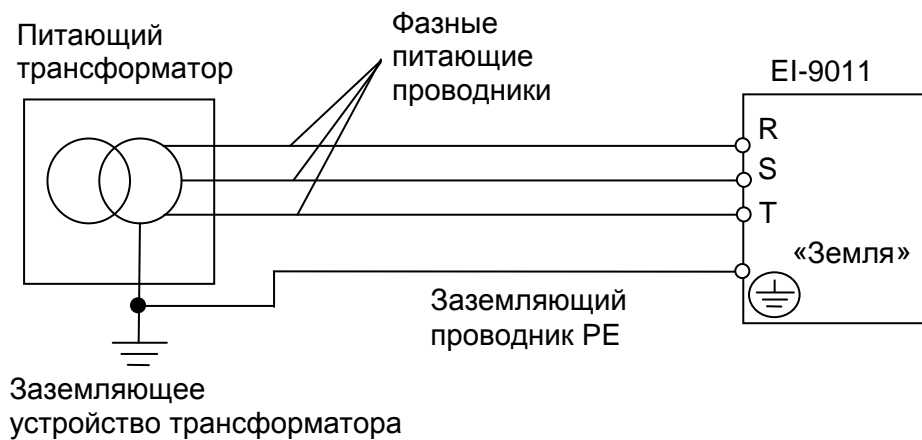 Питающий
трансформатор
Фазные
питающие
проводники
EI-9011
R
S
T
«Земля»
Заземляющий
проводник PE
Заземляющее
устройство трансформатора